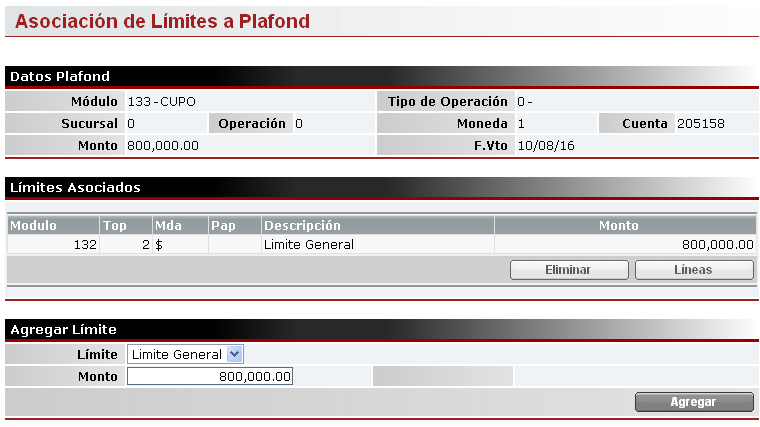 Asociación de Límites a Plafond
Datos Plafond
Módulo 133-CUPO Tipo de Operación 0-
Sucursal 0 Operación 0 Moneda 1 Cuenta 205158
Monto 800,000.00 F.Vto 10/08/16
Límites Asociados
Modulo Top Mda Pap Descripción Monto
132 2 $ Limite General 800,000.00
Eliminar Líneas
Agregar Límite
Límite Limite General
Monto 800,000.00
Agregar